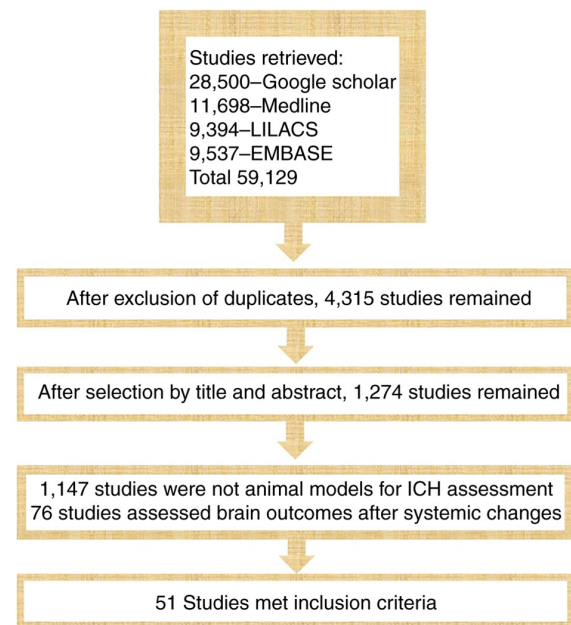 Studies retrieved:
28,500–Google scholar
11,698–Medline
9,394–LILACS
9,537–EMBASE
Total 59,129
After exclusion of duplicates, 4,315 studies remained
After selection by title and abstract, 1,274 studies remained
1,147 studies were not animal models for ICH assessment
76 studies assessed brain outcomes after systemic changes
51 Studies met inclusion criteria